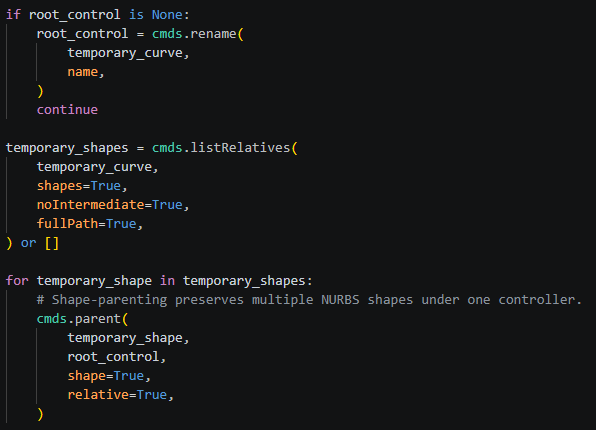 if root_control is None:
    root_control = cmds.rename(
        temporary_curve,
        name,
    )
    continue

temporary_shapes = cmds.listRelatives(
    temporary_curve,
    shapes=True,
    noIntermediate=True,
    fullPath=True,
) or []

for temporary_shape in temporary_shapes:
    # Shape-parenting preserves multiple NURBS shapes under one controller.
    cmds.parent(
        temporary_shape,
        root_control,
        shape=True,
        relative=True,
    )